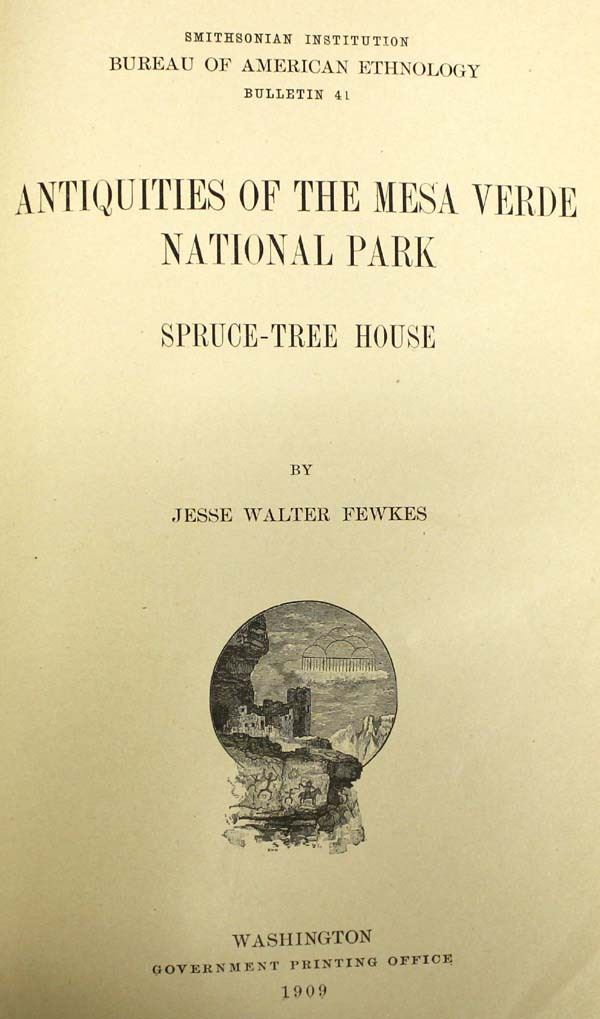 SMITHSONIAN INSTITUTION
BUREAU OF AMERICAN ETHNOLOGY
BULLETIN 41
ANTIQUITIES OF THE MESA VERDE
NATIONAL PARK
SPRUCE-TREE HOUSE
BY
JESSE WALTER FEWKES
WASHINGTON
GOVERNMENT PRINTING OFFICE
1909